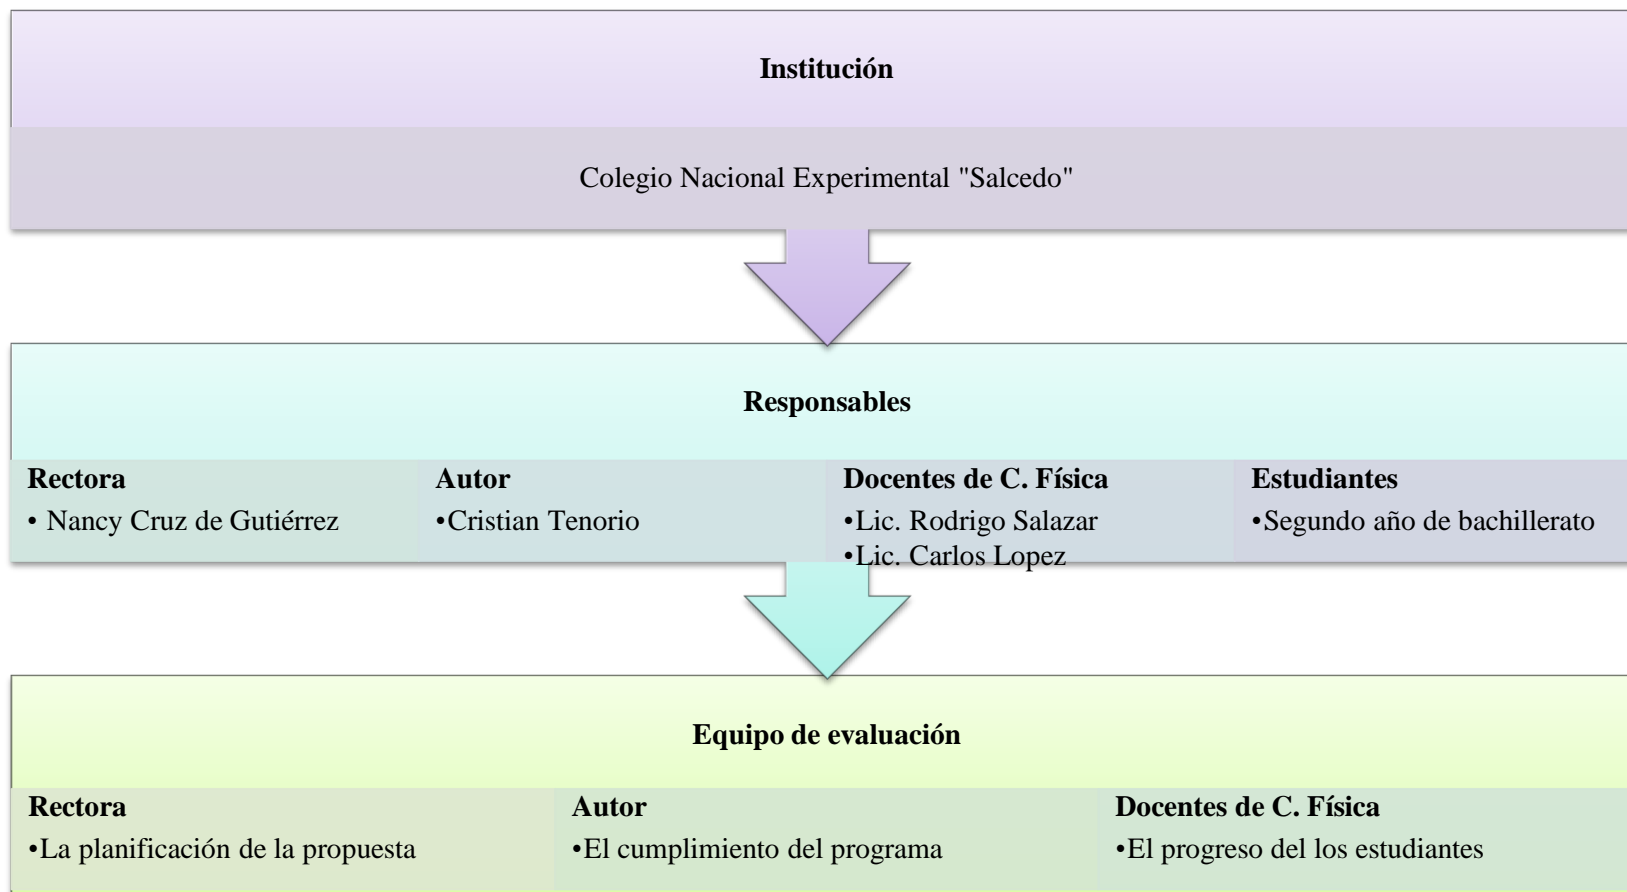 Institución
Colegio Nacional Experimental "Salcedo"
Responsables
Rectora
• Nancy Cruz de Gutiérrez
Autor
•Cristian Tenorio
Docentes de C. Física
•Lic. Rodrigo Salazar
•Lic. Carlos Lopez
Estudiantes
•Segundo año de bachillerato
Equipo de evaluación
Rectora
•La planificación de la propuesta
Autor
•El cumplimiento del programa
Docentes de C. Física
•El progreso del los estudiantes